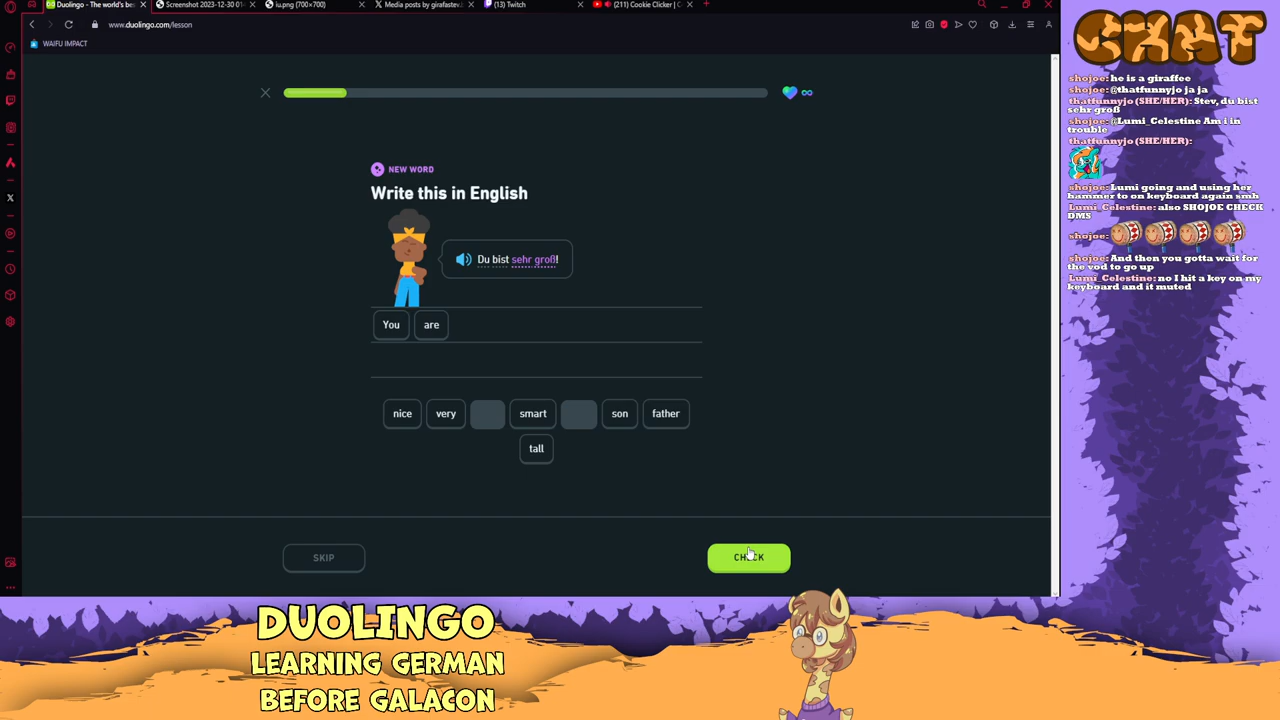 Duolingo - The world's be
Screenshot 2023-12-30 01-
iu.png (700×700)
Media posts by girafastev.
(13) Twitch
(211) Cookie Clicker | C
www.duolingo.com/lesson
WAIFU IMPACT
NEW WORD
Write this in English
Du bist sehr groß!
You are
nice very smart son father
tall
SKIP
CHECK
DUOLINGO
LEARNING GERMAN
BEFORE GALACON
CHAT
shojoe: he is a giraffee
shojoe: @thatfunnyjo ja ja
thatfunnyjo (SHE/HER): Stev, du bist
sehr groß
shojoe: @Lumi_Celestine Am i in
trouble
thatfunnyjo (SHE/HER):
shojoe: Lumi going and using her
hammer to on keyboard again smh
Lumi_Celestine: also SHOJOE CHECK
DMS
shojoe:
shojoe: And then you gotta wait for
the vod to go up
Lumi_Celestine: no I hit a key on my
keyboard and it muted